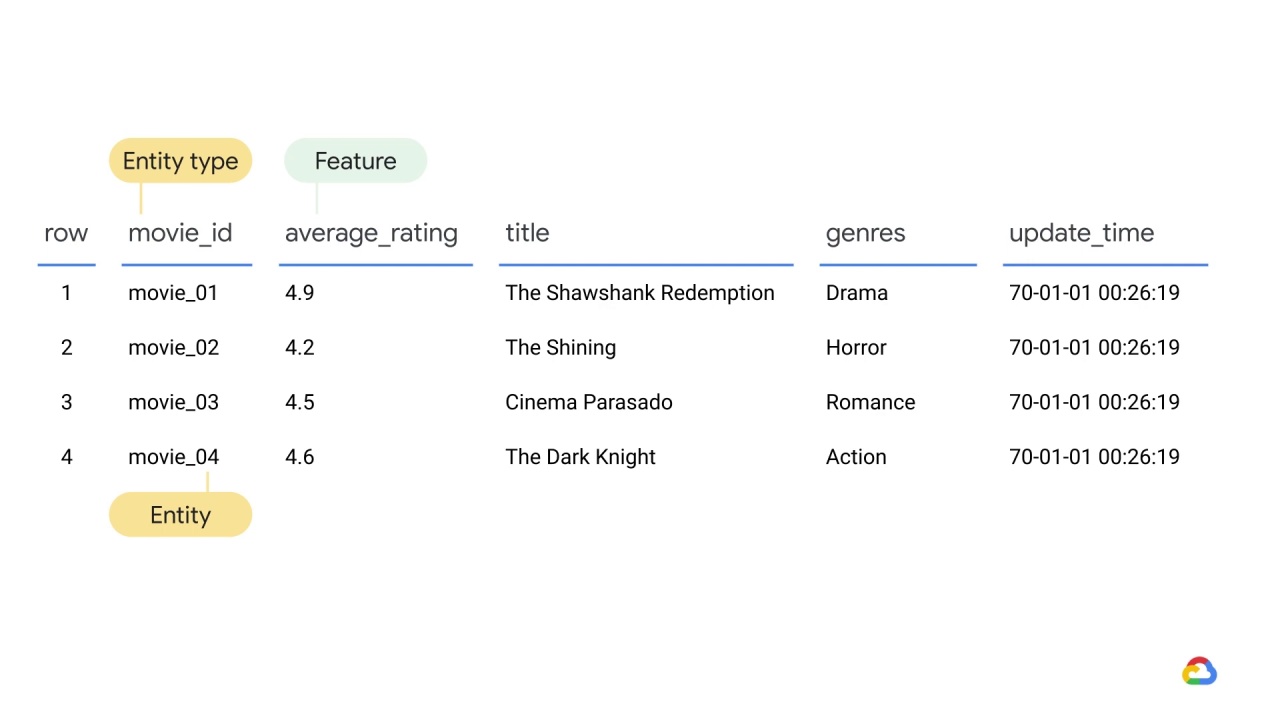 Entity type Feature
row movie_id average_rating title genres update_time
1 movie_01 4.9 The Shawshank Redemption Drama 70-01-01 00:26:19
2 movie_02 4.2 The Shining Horror 70-01-01 00:26:19
3 movie_03 4.5 Cinema Parasado Romance 70-01-01 00:26:19
4 movie_04 4.6 The Dark Knight Action 70-01-01 00:26:19
Entity